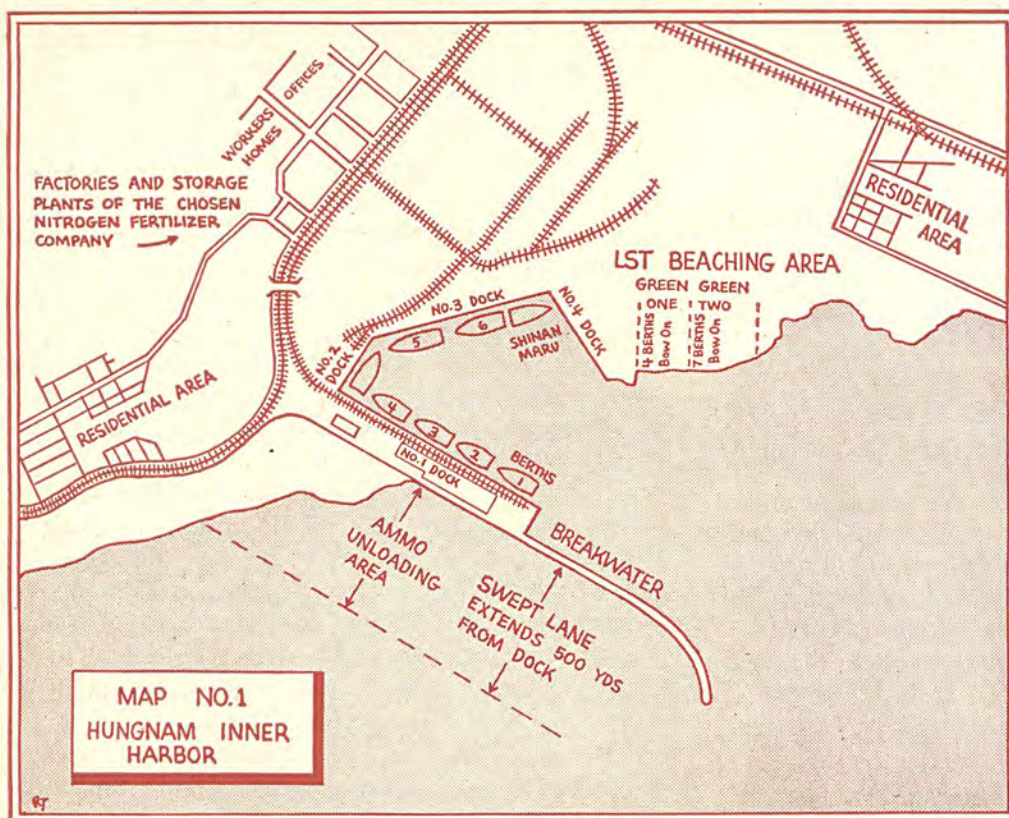 OFFICES
WORKERS
HOMES
FACTORIES AND STORAGE
PLANTS OF THE CHOSEN
NITROGEN FERTILIZER
COMPANY
RESIDENTIAL
AREA
LST BEACHING AREA
GREEN GREEN
ONE TWO
4 BERTHS
Bow On
7 BERTHS
Bow On
NO.3 DOCK
NO.4 DOCK
NO.2
DOCK
5
6
SHINAN
MARU
RESIDENTIAL AREA
4
3
2
1
BERTHS
NO.1 DOCK
AMMO
UNLOADING
AREA
BREAKWATER
SWEPT LANE
EXTENDS 500 YDS
FROM DOCK
MAP NO.1
HUNGNAM INNER
HARBOR
RT